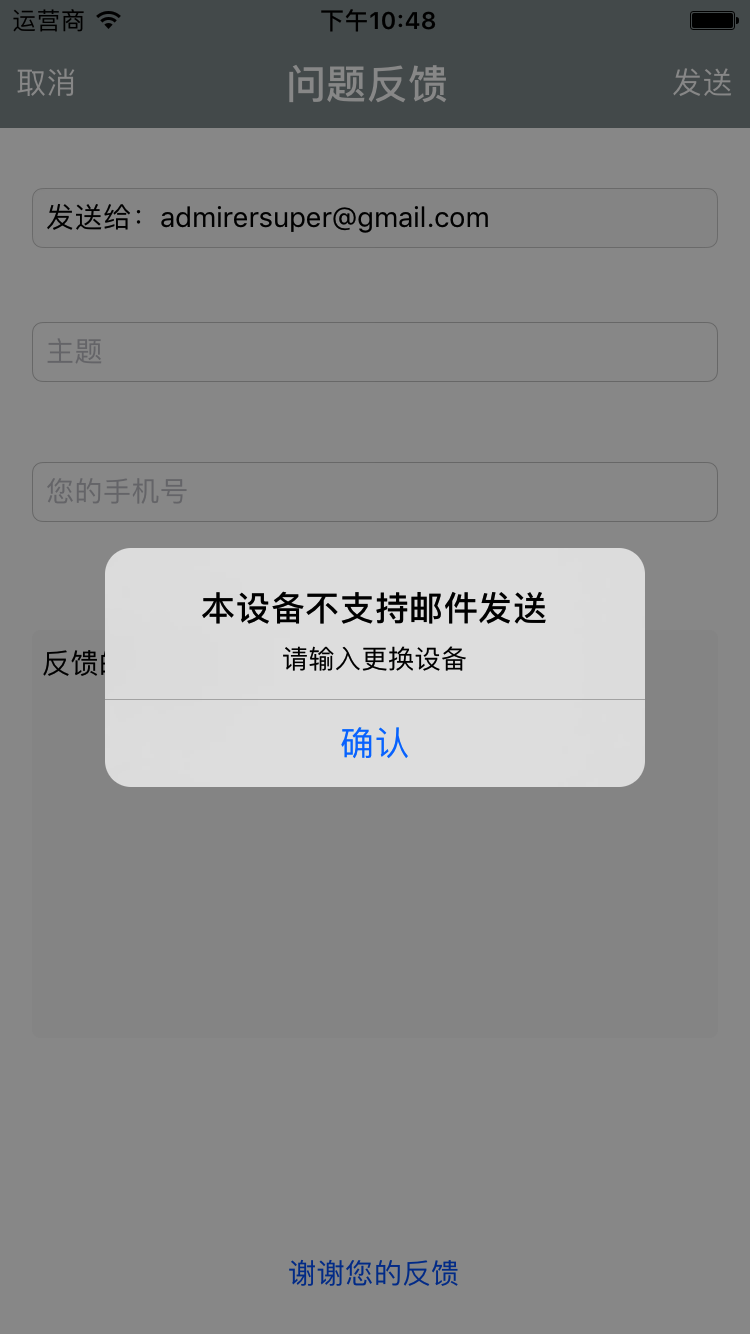 运营商 下午10:48
取消 问题反馈 发送
发送给：admirersuper@gmail.com
主题
您的手机号
本设备不支持邮件发送
请输入更换设备
反馈
确认
谢谢您的反馈